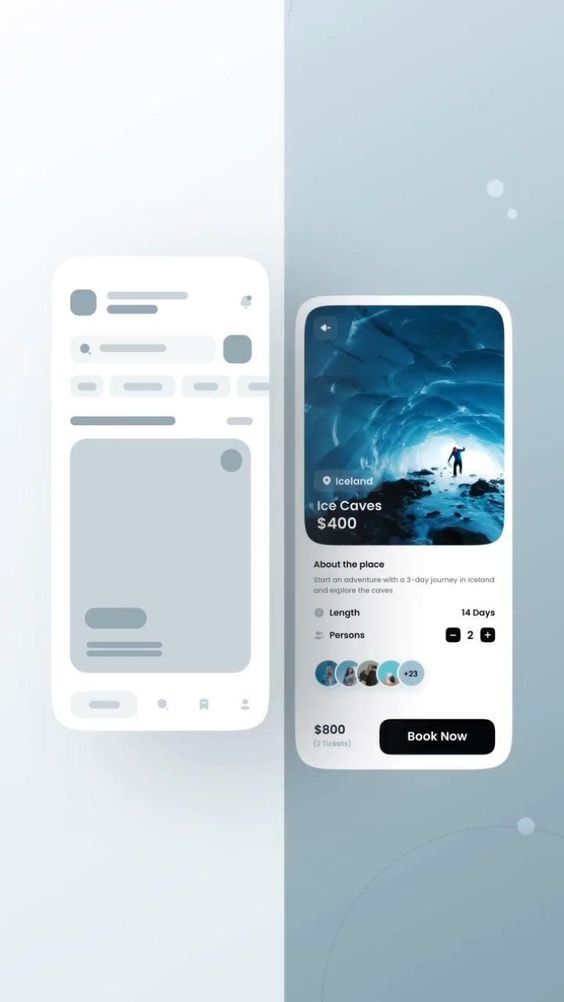 Iceland
Ice Caves
$400
About the place
Start an adventure with a 3-day journey in Iceland
and explore the caves
Length 14 Days
Persons 2
+23
$800
(2 Tickets)
Book Now